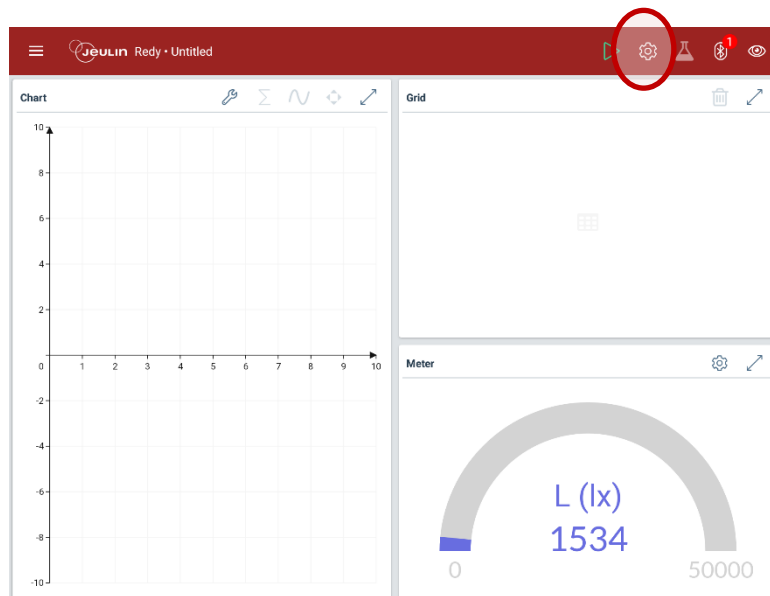 Jeulin Redy • Untitled
1
Chart
10
8
6
4
2
0 1 2 3 4 5 6 7 8 9 10
-2
-4
-6
-8
-10
Grid
Meter
L (lx)
1534
0 50000